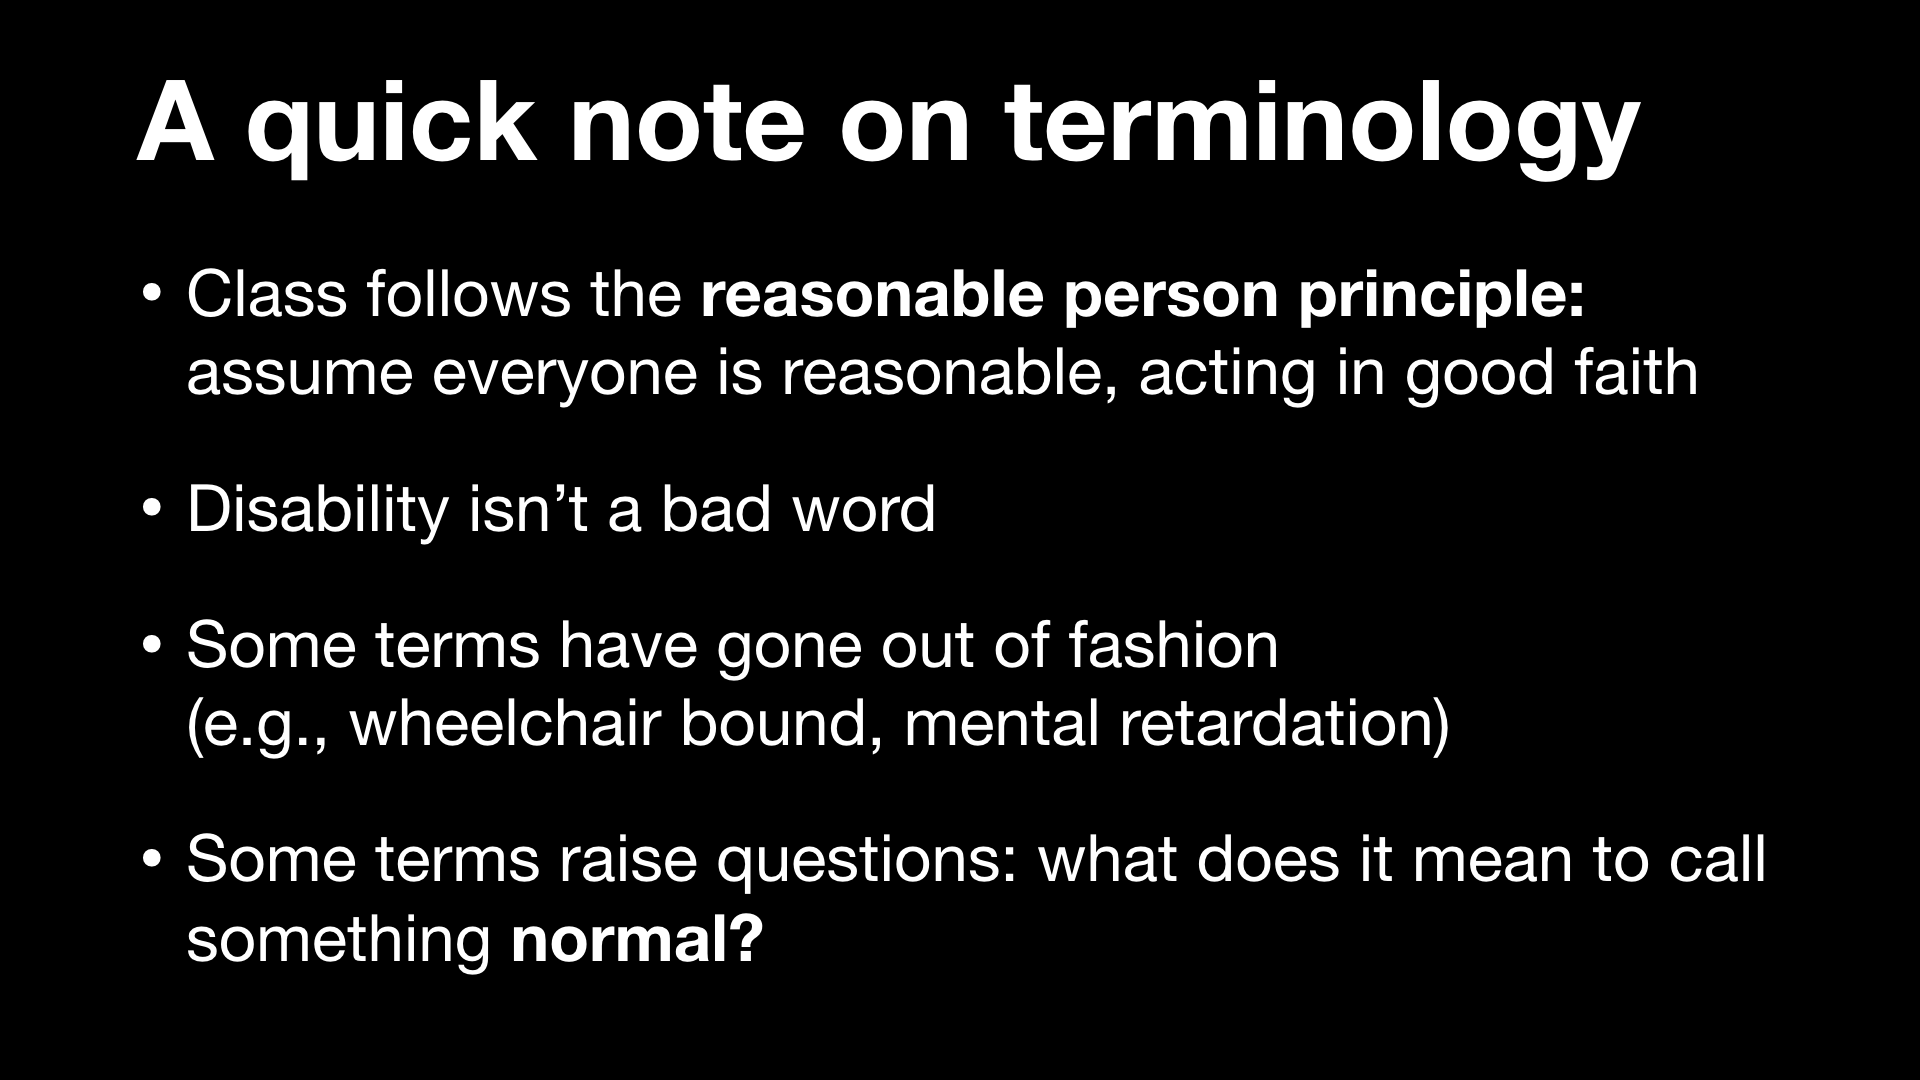 A quick note on terminology
• Class follows the reasonable person principle:
assume everyone is reasonable, acting in good faith
• Disability isn’t a bad word
• Some terms have gone out of fashion
(e.g., wheelchair bound, mental retardation)
• Some terms raise questions: what does it mean to call
something normal?